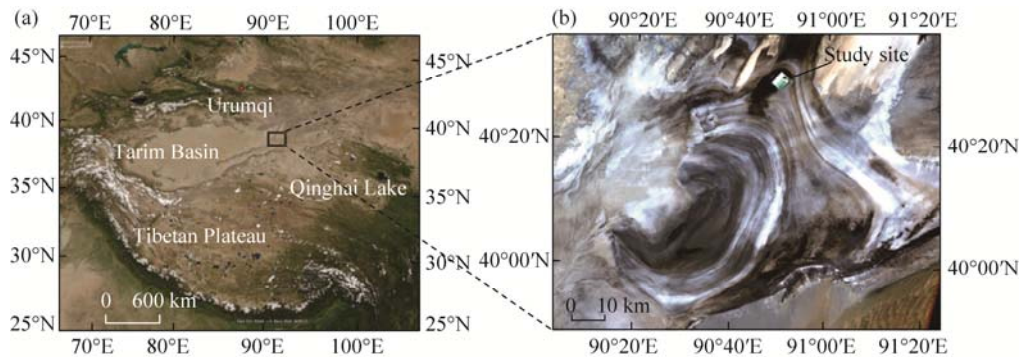 (a)
70°E
80°E
90°E
100°E
45°N
45°N
40°N
40°N
35°N
35°N
30°N
30°N
25°N
25°N
Urumqi
Tarim Basin
Qinghai Lake
Tibetan Plateau
0 600 km
70°E
80°E
90°E
100°E
(b)
90°20′E
90°40′E
91°00′E
91°20′E
Study site
40°20′N
40°20′N
40°00′N
40°00′N
0 10 km
90°20′E
90°40′E
91°00′E
91°20′E